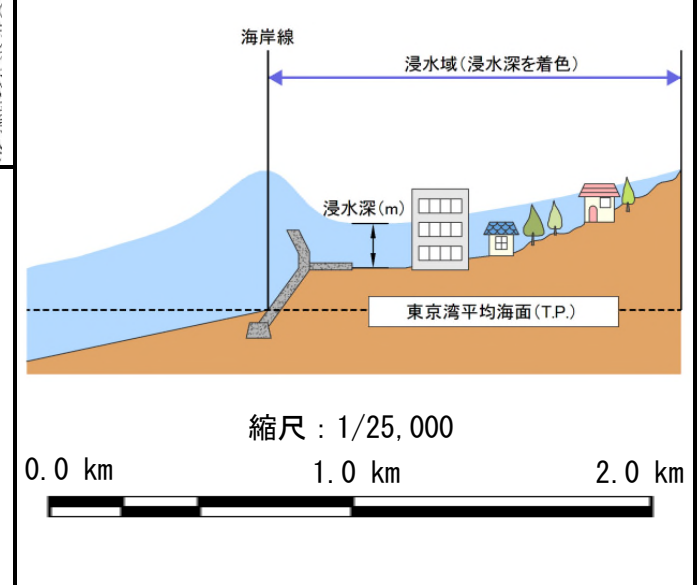 海岸線
浸水域(浸水深を着色)
浸水深(m)
東京湾平均海面(T.P.)
縮尺：1/25,000
0.0 km 1.0 km 2.0 km